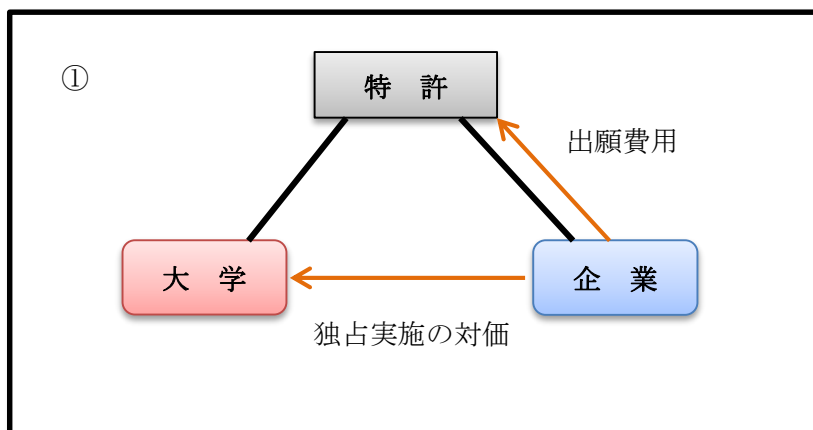 ①
特　許
出願費用
大　学
企　業
独占実施の対価